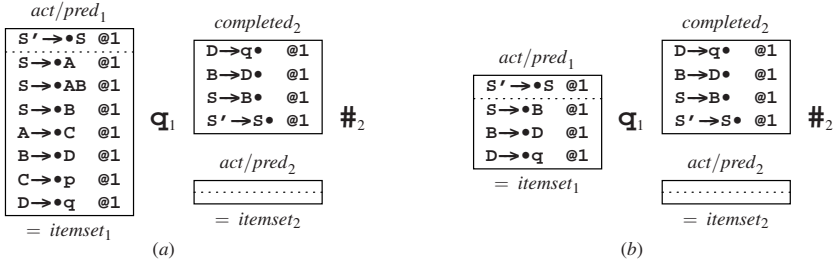 act/pred₁
S'→•S @1
S→•A @1
S→•AB @1
S→•B @1
A→•C @1
B→•D @1
C→•p @1
D→•q @1
= itemset₁
q₁
completed₂
D→q• @1
B→D• @1
S→B• @1
S'→S• @1
#₂
act/pred₂
= itemset₂
(a)
act/pred₁
S'→•S @1
S→•B @1
B→•D @1
D→•q @1
= itemset₁
q₁
completed₂
D→q• @1
B→D• @1
S→B• @1
S'→S• @1
#₂
act/pred₂
= itemset₂
(b)